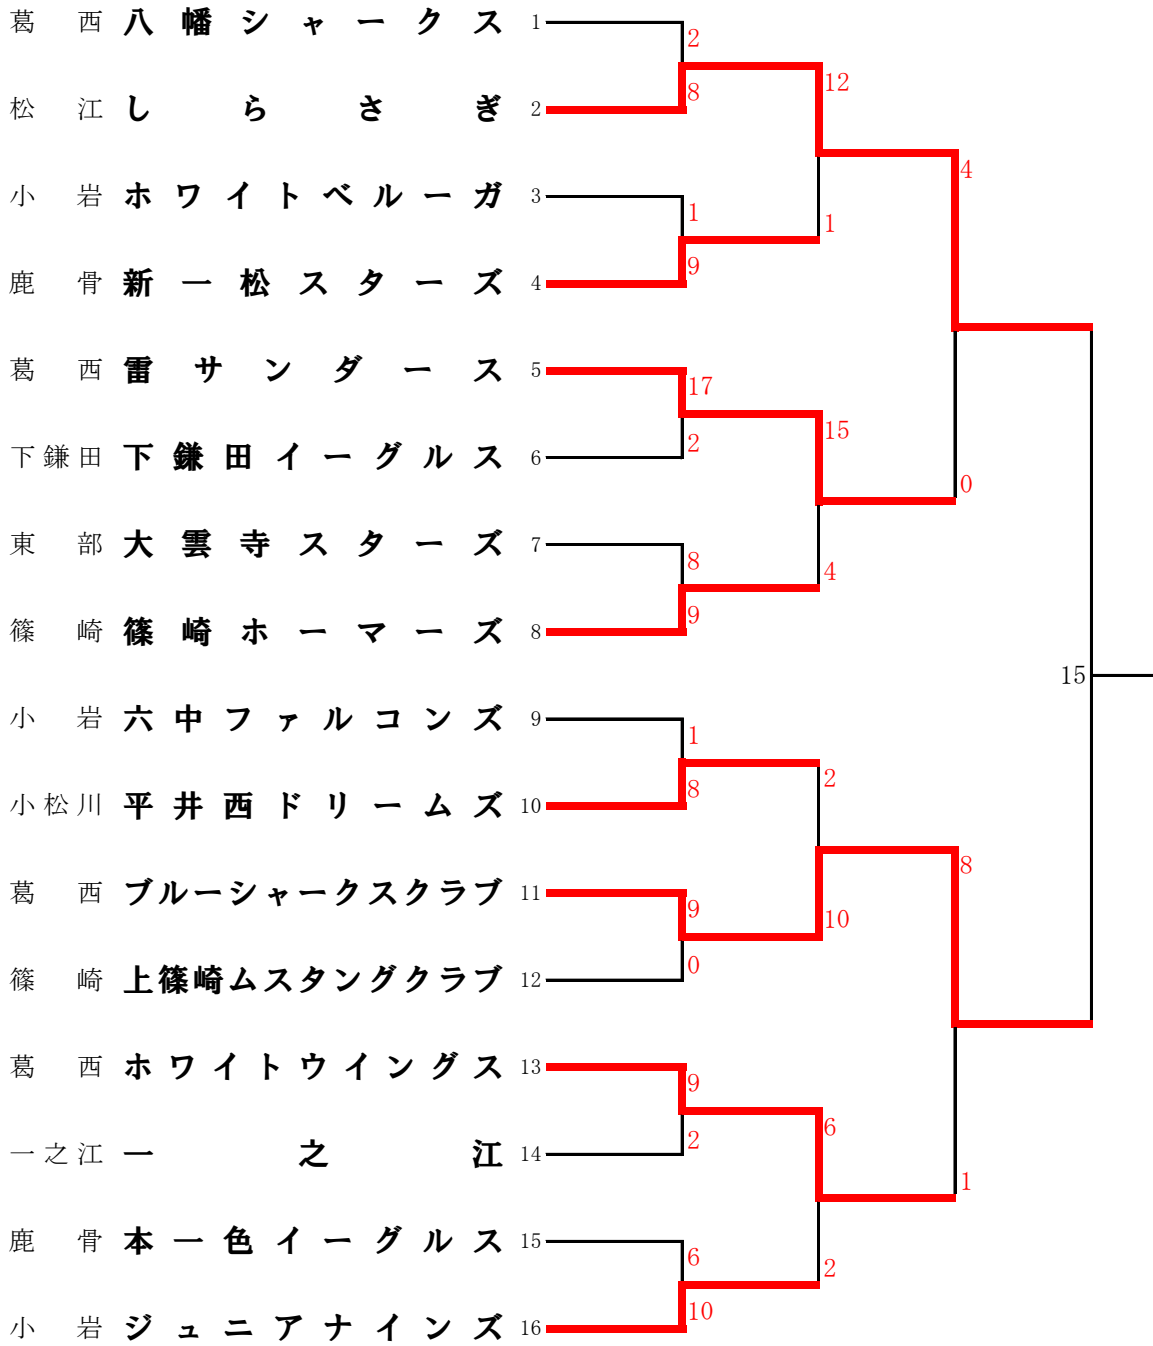 葛西 八幡シャークス 1
2
8
12
松江 しらさぎ 2
4
小岩 ホワイトベルーガ 3
1
9
1
鹿骨 新一松スターズ 4
葛西 雷サンダース 5
17
2
15
下鎌田 下鎌田イーグルス 6
0
東部 大雲寺スターズ 7
8
9
4
篠崎 篠崎ホーマーズ 8
15
小岩 六中ファルコンズ 9
1
8
2
小松川 平井西ドリームズ 10
8
葛西 ブルーシャークスクラブ 11
9
0
10
篠崎 上篠崎ムスタングクラブ 12
葛西 ホワイトウイングス 13
9
2
6
一之江 一之江 14
1
鹿骨 本一色イーグルス 15
6
10
2
小岩 ジュニアナインズ 16